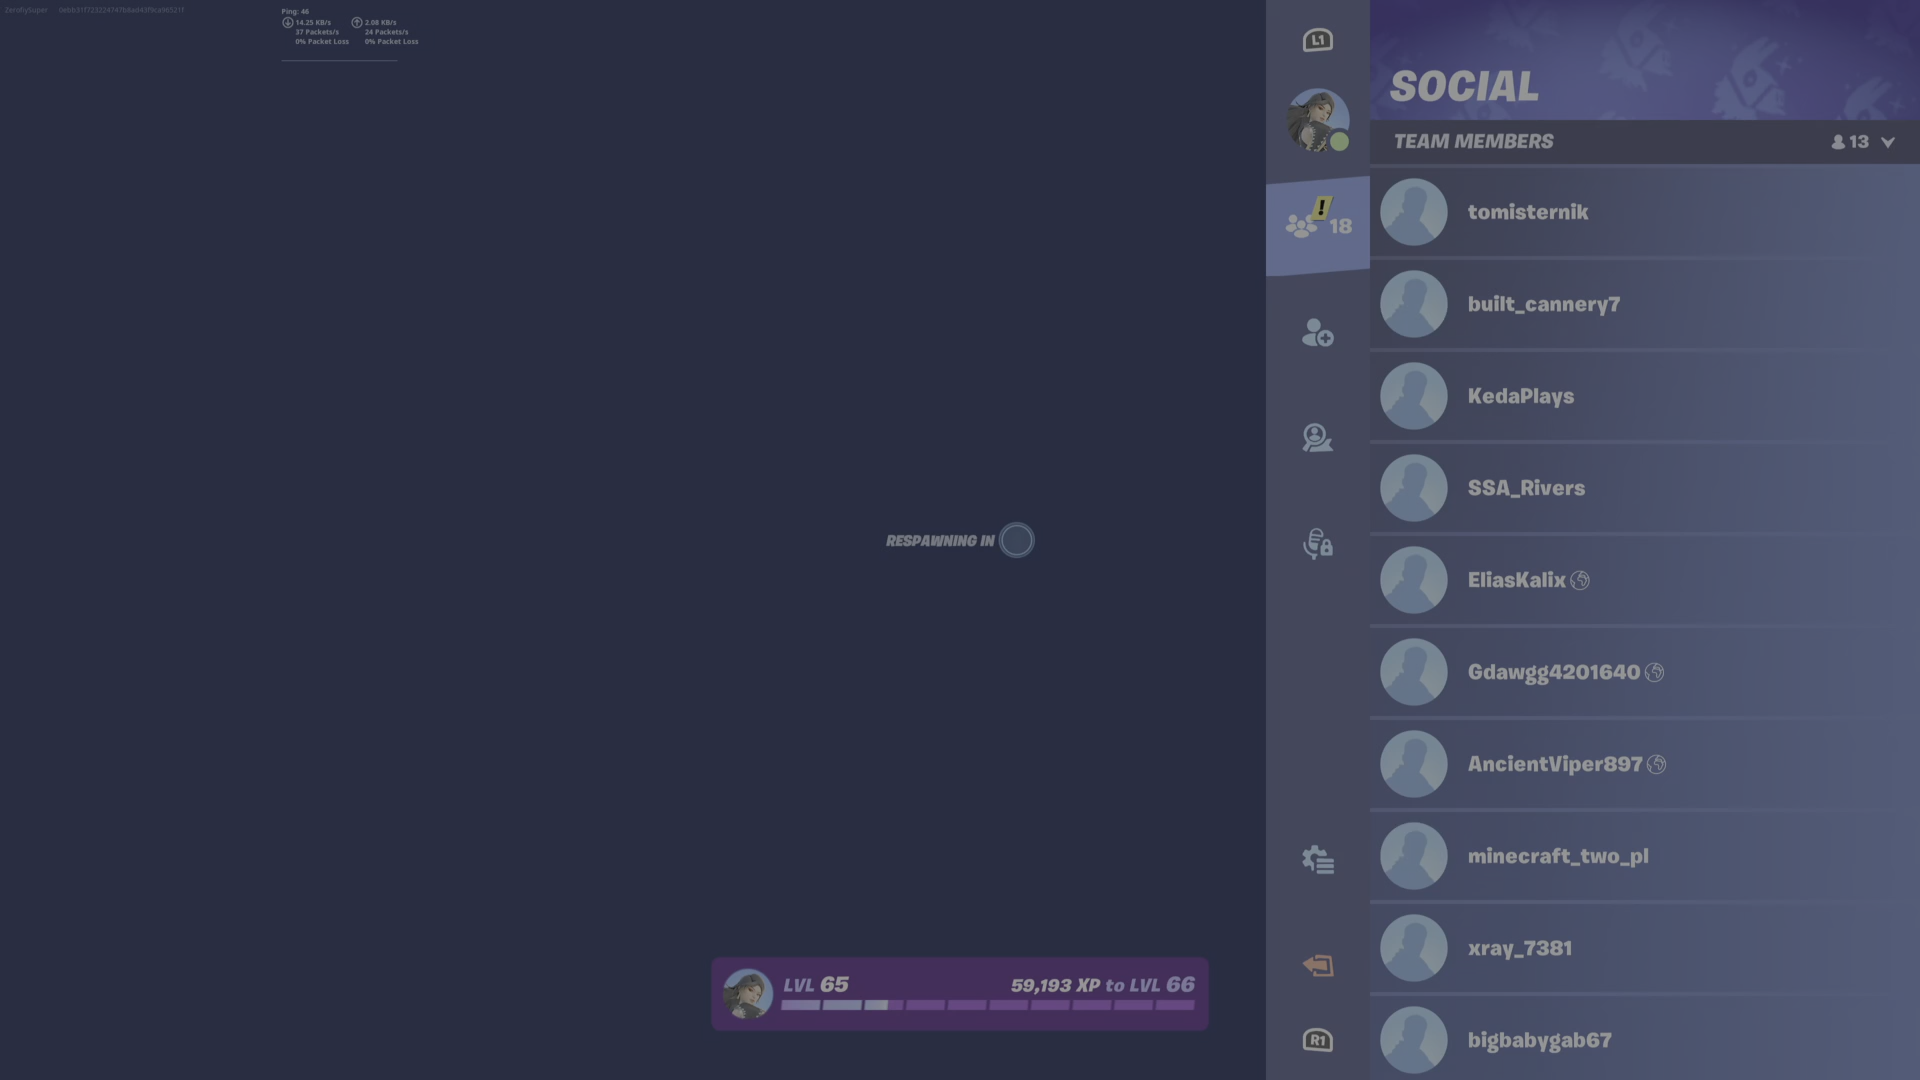 ZeroflySuper
Ping: 46
14.25 KB/s 2.08 KB/s
37 Packets/s 24 Packets/s
0% Packet Loss 0% Packet Loss
L1
SOCIAL
TEAM MEMBERS 13
18
tomisternik
built_cannery7
KedaPlays
SSA_Rivers
EliasKalix
Gdawgg4201640
AncientViper897
minecraft_two_pl
xray_7381
bigbabygab67
RESPAWNING IN
LVL 65 59,193 XP to LVL 66
R1